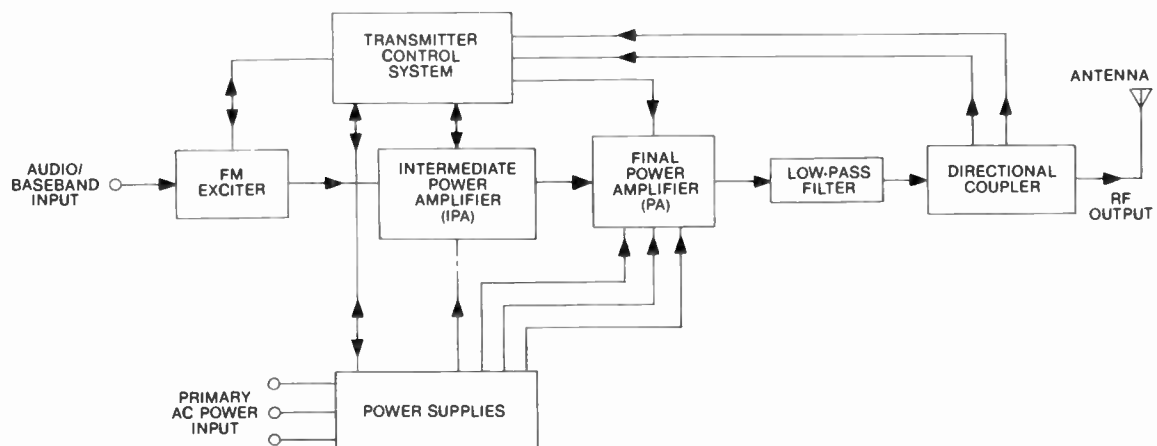 TRANSMITTER
CONTROL
SYSTEM
ANTENNA
AUDIO/
BASEBAND
INPUT
FM
EXCITER
INTERMEDIATE
POWER
AMPLIFIER
(IPA)
FINAL
POWER
AMPLIFIER
(PA)
LOW-PASS
FILTER
DIRECTIONAL
COUPLER
RF
OUTPUT
PRIMARY
AC POWER
INPUT
POWER SUPPLIES